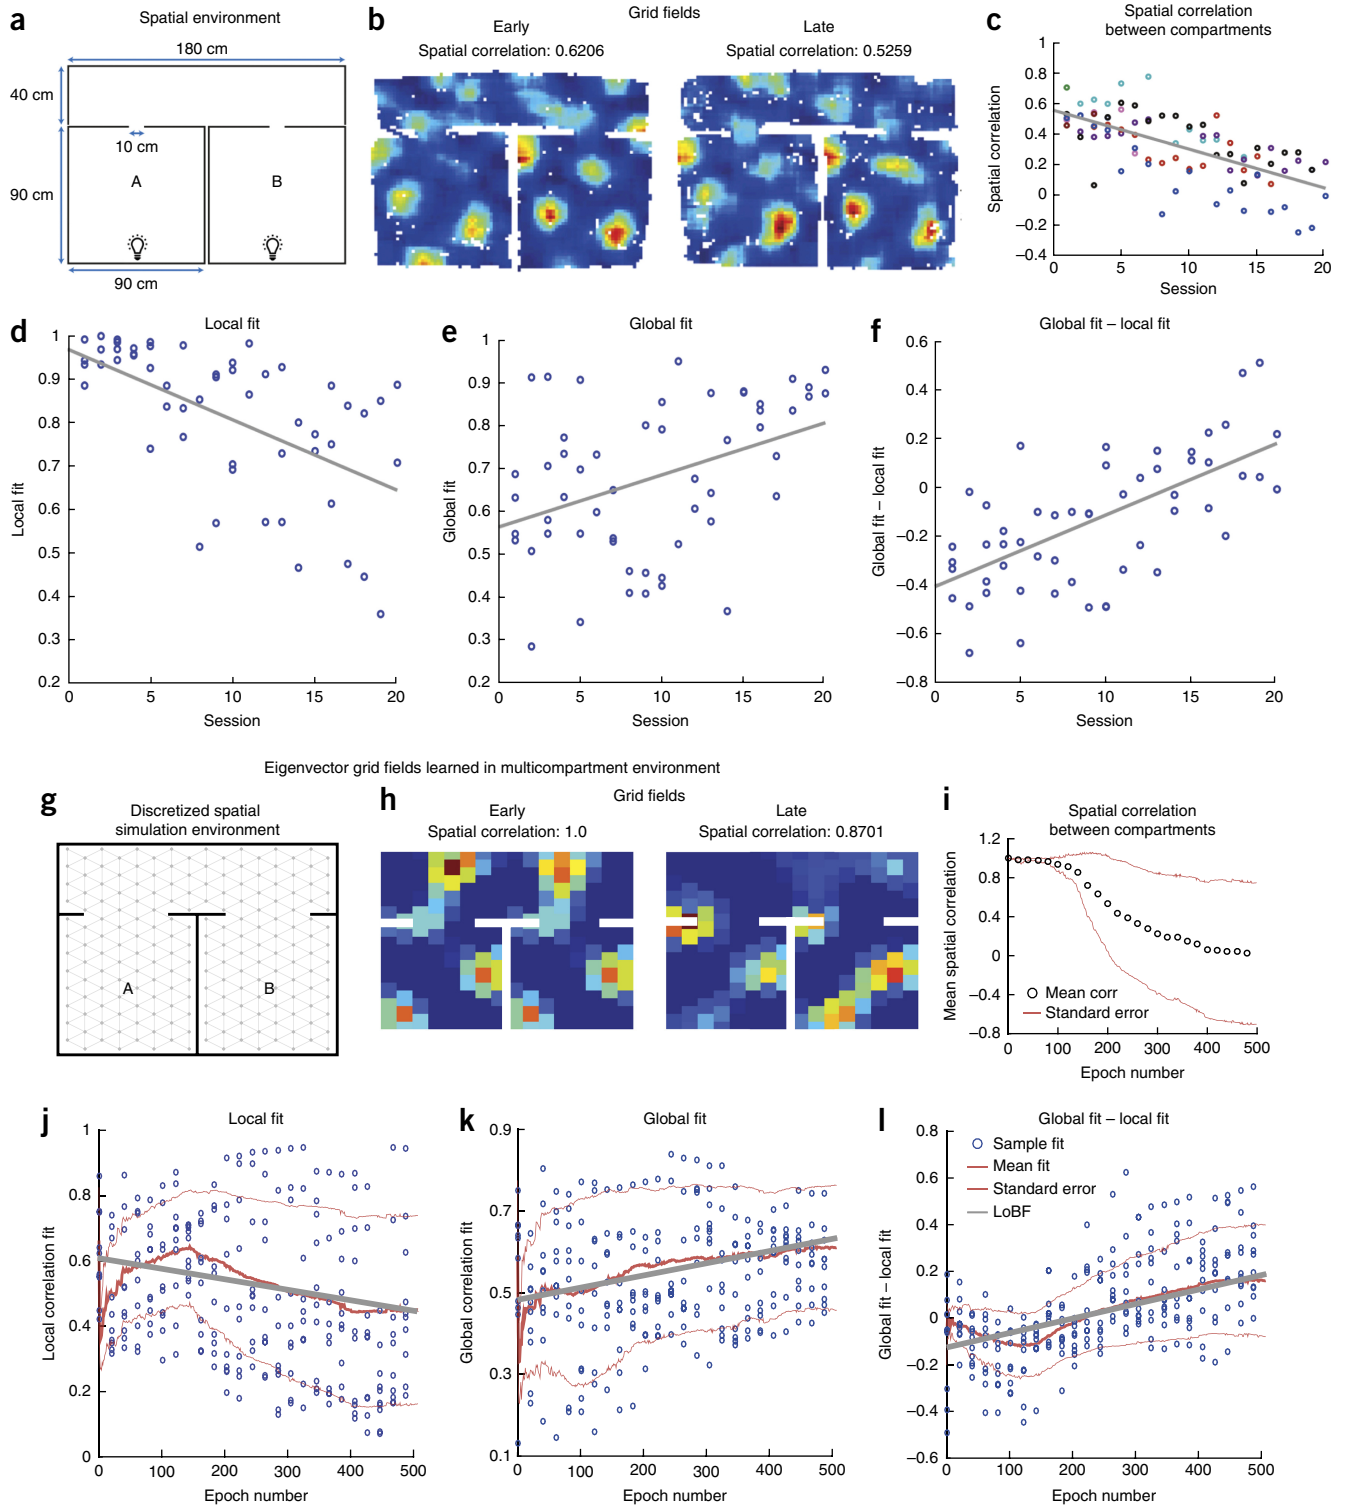 a
Spatial environment
180 cm
40 cm
10 cm
90 cm
A
B
90 cm
b
Grid fields
Early
Late
Spatial correlation: 0.6206
Spatial correlation: 0.5259
c
Spatial correlation
between compartments
Spatial correlation
1
0.8
0.6
0.4
0.2
0
–0.2
–0.4
0
5
10
15
20
Session
d
Local fit
Local fit
1
0.9
0.8
0.7
0.6
0.5
0.4
0.3
0.2
0
5
10
15
20
Session
e
Global fit
Global fit
1
0.9
0.8
0.7
0.6
0.5
0.4
0.3
0.2
0
5
10
15
20
Session
f
Global fit – local fit
Global fit – local fit
0.6
0.4
0.2
0
–0.2
–0.4
–0.6
–0.8
0
5
10
15
20
Session
Eigenvector grid fields learned in multicompartment environment
g
Discretized spatial
simulation environment
A
B
h
Grid fields
Early
Late
Spatial correlation: 1.0
Spatial correlation: 0.8701
i
Spatial correlation
between compartments
Mean spatial correlation
1.2
0.8
0.4
0
–0.4
–0.8
Mean corr
Standard error
0
100
200
300
400
500
Epoch number
j
Local fit
Local correlation fit
1
0.8
0.6
0.4
0.2
0
0
100
200
300
400
500
Epoch number
k
Global fit
Global correlation fit
0.9
0.7
0.5
0.3
0.1
0
100
200
300
400
500
Epoch number
l
Global fit – local fit
Global fit – local fit
0.8
0.6
0.4
0.2
0
–0.2
–0.4
–0.6
Sample fit
Mean fit
Standard error
LoBF
0
100
200
300
400
500
Epoch number